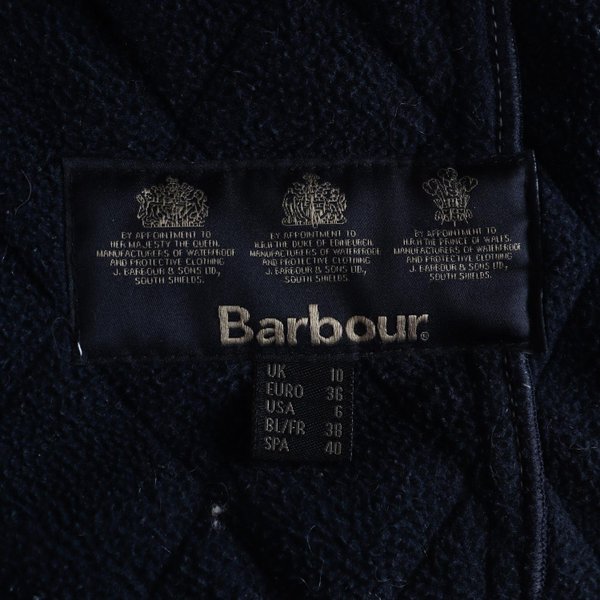 BY APPOINTMENT TO
HER MAJESTY THE QUEEN.
MANUFACTURERS OF WATERPROOF
AND PROTECTIVE CLOTHING
J. BARBOUR & SONS LTD.,
SOUTH SHIELDS.
BY APPOINTMENT TO
H.R.H THE DUKE OF EDINBURGH.
MANUFACTURERS OF WATERPROOF
AND PROTECTIVE CLOTHING
J. BARBOUR & SONS LTD.,
SOUTH SHIELDS.
BY APPOINTMENT TO
H.R.H THE PRINCE OF WALES.
MANUFACTURERS OF WATERPROOF
AND PROTECTIVE CLOTHING
J. BARBOUR & SONS LTD.,
SOUTH SHIELDS.
Barbour®
UK 10
EURO 36
USA 6
BL/FR 38
SPA 40